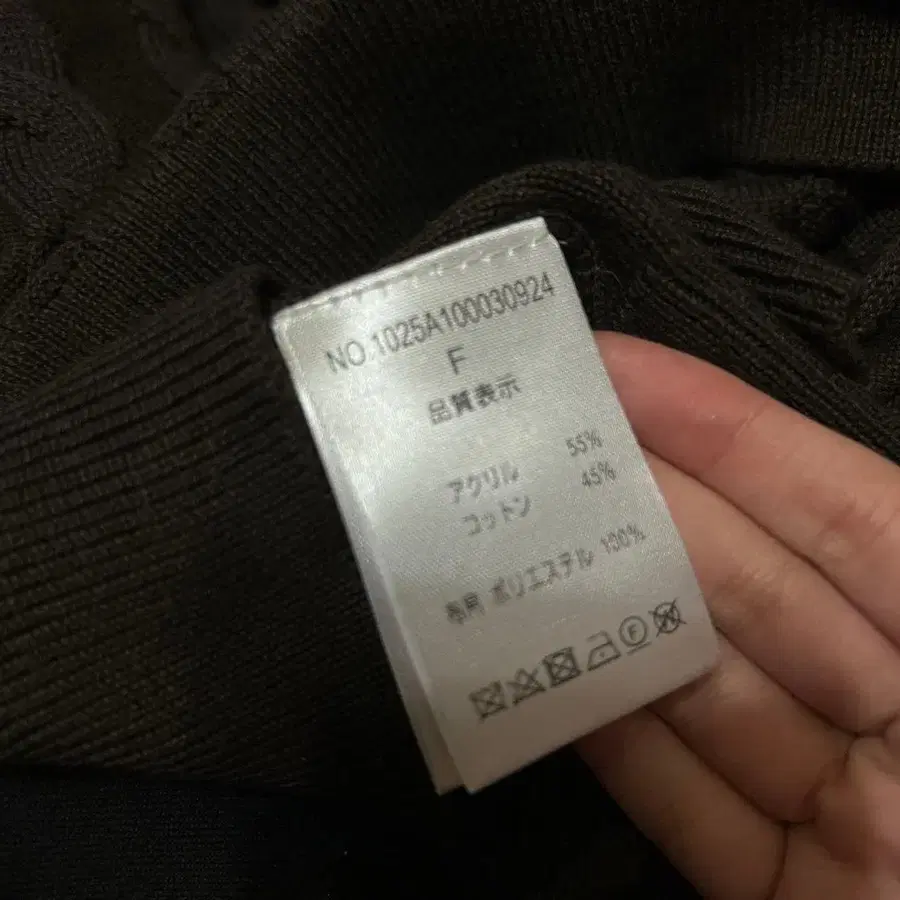 NO.1025A100030924
F
品質表示
アクリル 55%
コットン 45%
ポリエステル 100%
F
W